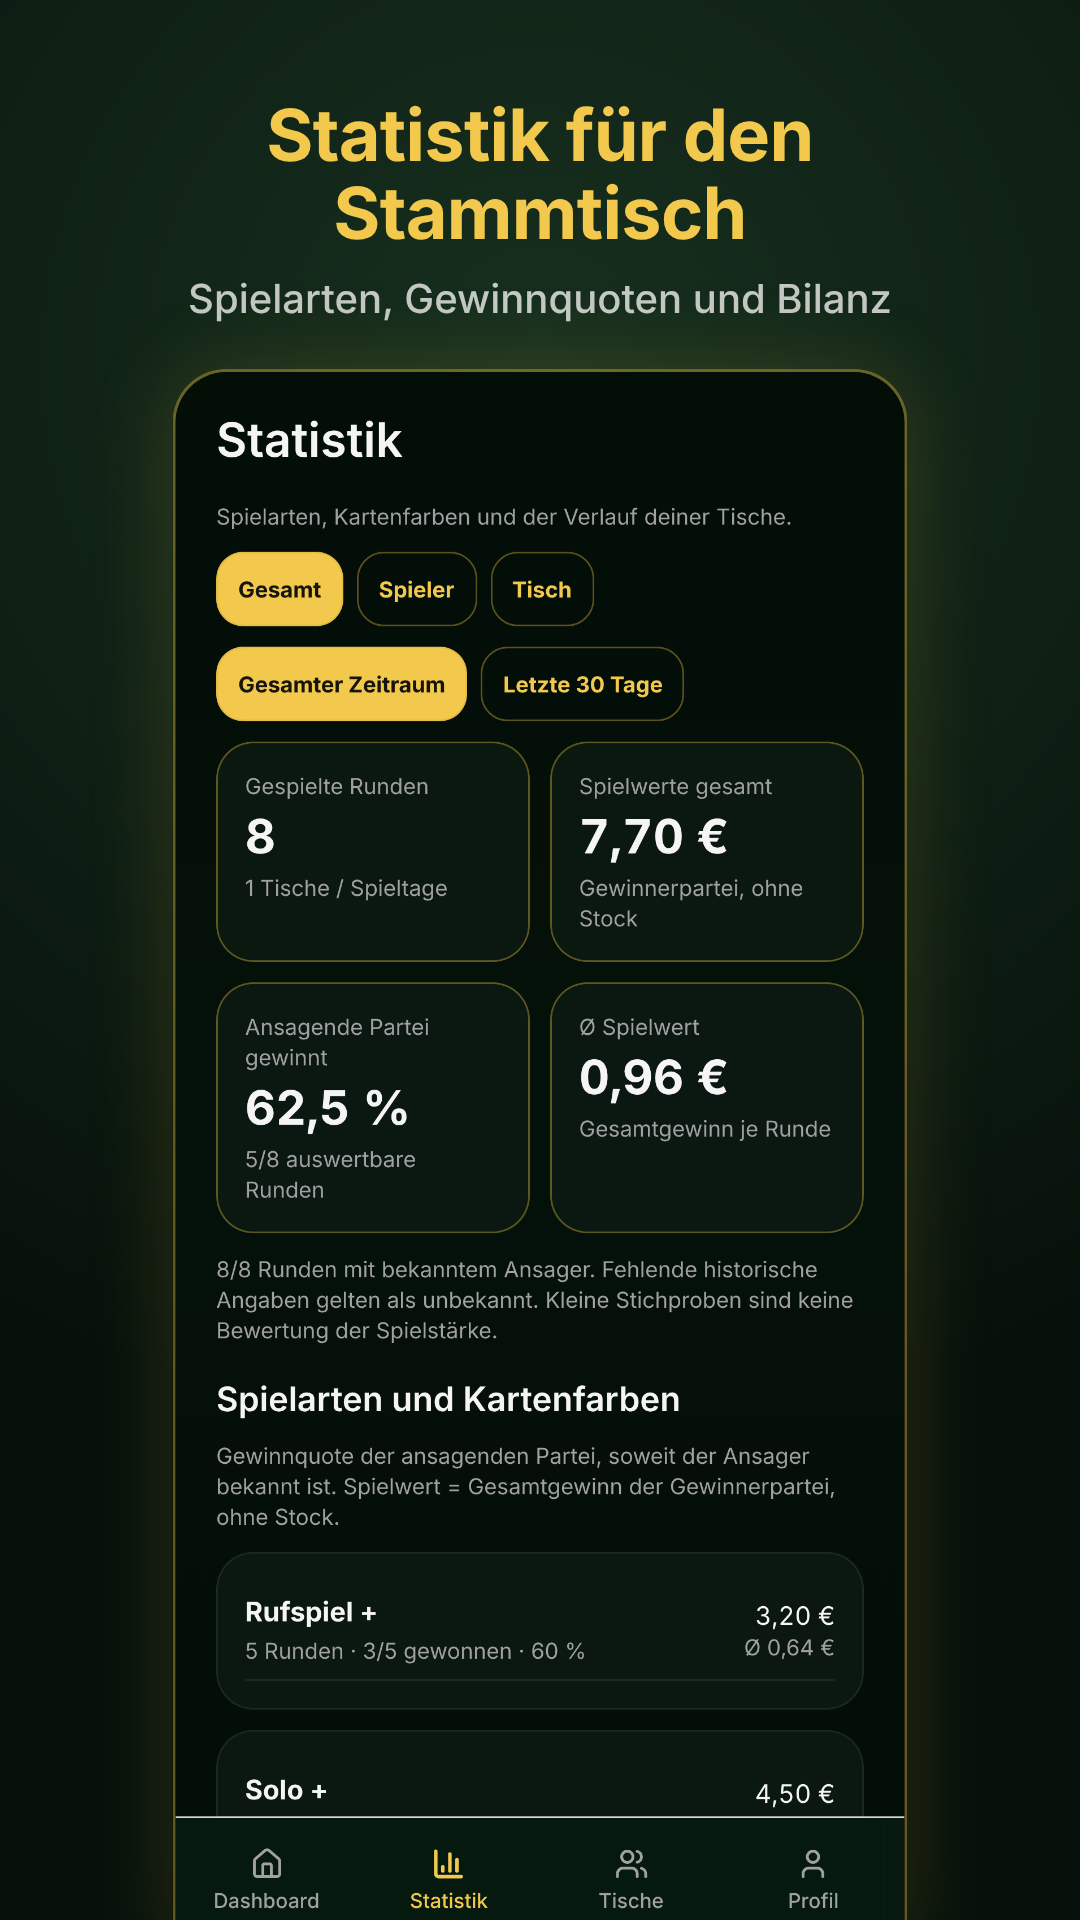 Statistik für den
Stammtisch
Spielarten, Gewinnquoten und Bilanz
Statistik
Spielarten, Kartenfarben und der Verlauf deiner Tische.
Gesamt
Spieler
Tisch
Gesamter Zeitraum
Letzte 30 Tage
Gespielte Runden
8
1 Tische / Spieltage
Spielwerte gesamt
7,70 €
Gewinnerpartei, ohne
Stock
Ansagende Partei
gewinnt
62,5 %
5/8 auswertbare
Runden
Ø Spielwert
0,96 €
Gesamtgewinn je Runde
8/8 Runden mit bekanntem Ansager. Fehlende historische
Angaben gelten als unbekannt. Kleine Stichproben sind keine
Bewertung der Spielstärke.
Spielarten und Kartenfarben
Gewinnquote der ansagenden Partei, soweit der Ansager
bekannt ist. Spielwert = Gesamtgewinn der Gewinnerpartei,
ohne Stock.
Rufspiel +
3,20 €
5 Runden · 3/5 gewonnen · 60 %
Ø 0,64 €
Solo +
4,50 €
Dashboard
Statistik
Tische
Profil